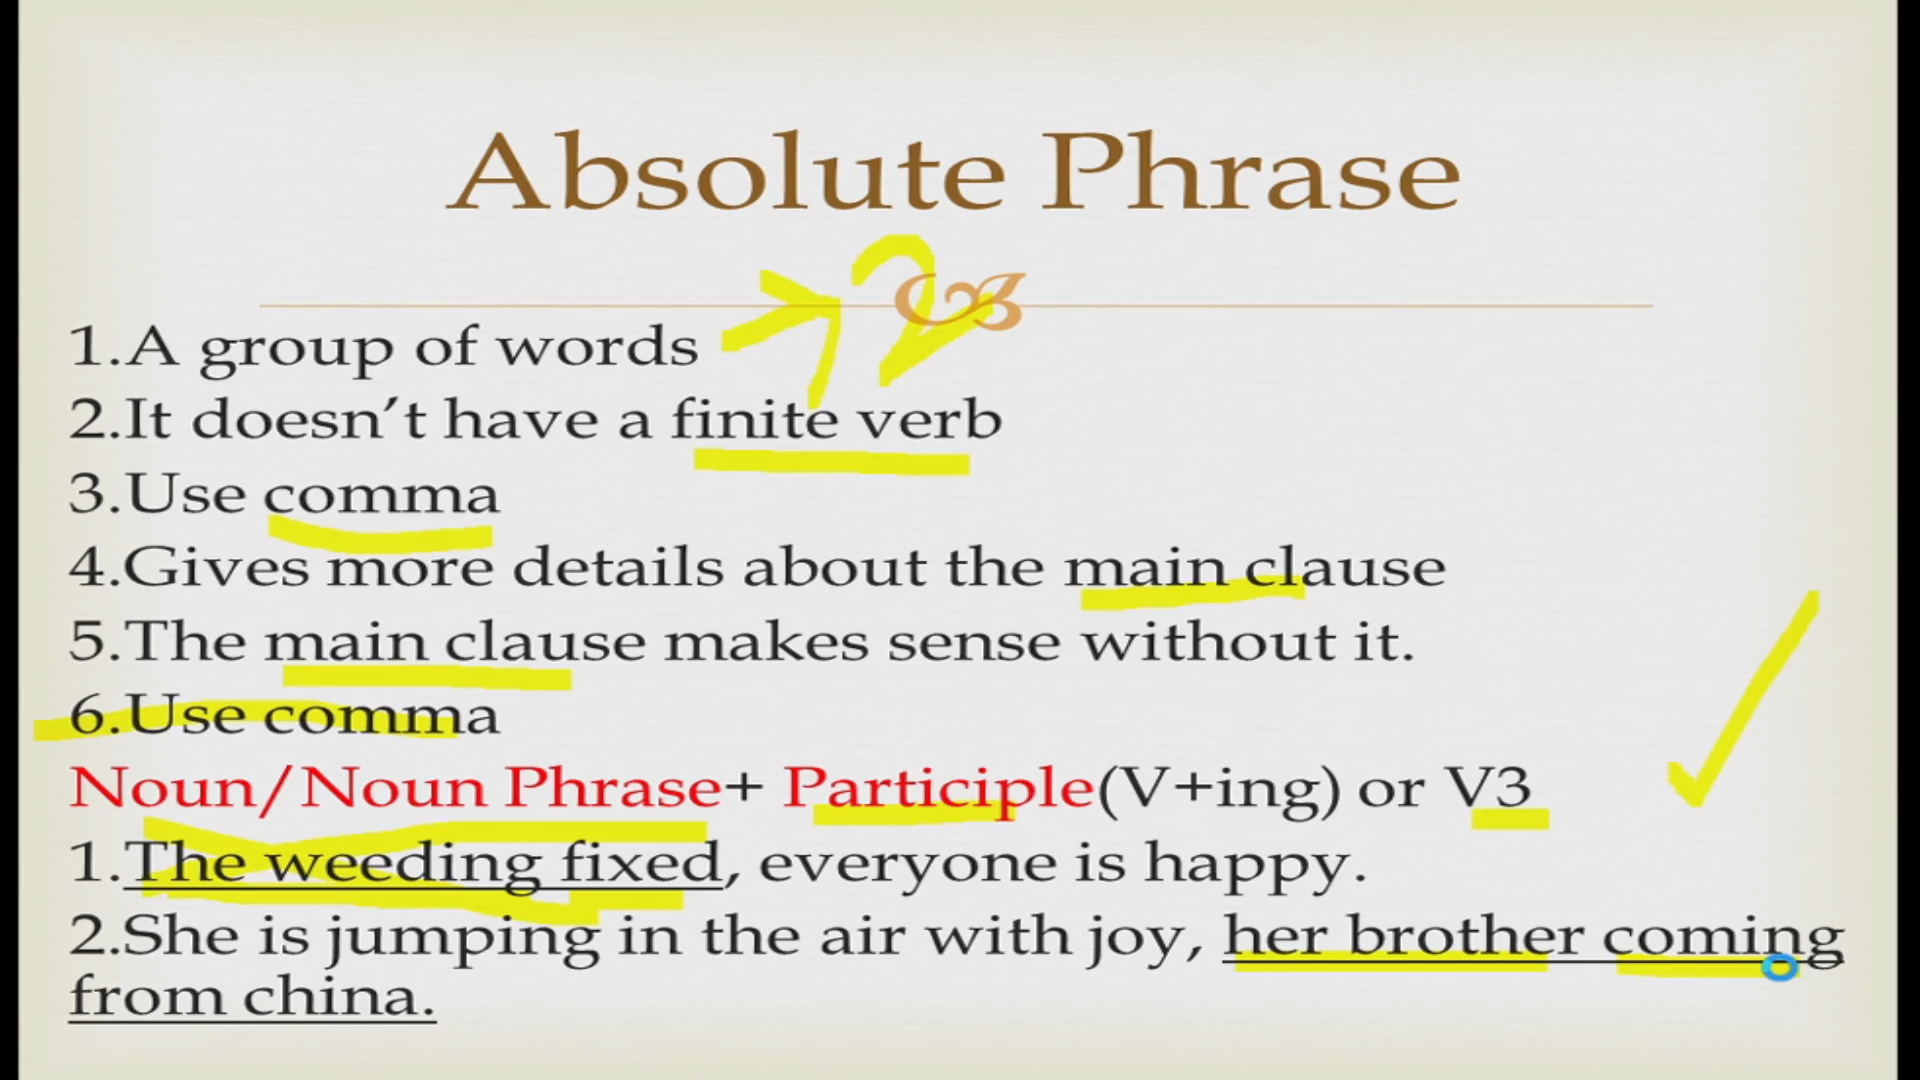 Absolute Phrase
2
1.A group of words
2.It doesn’t have a finite verb
3.Use comma
4.Gives more details about the main clause
5.The main clause makes sense without it.
6.Use comma
Noun/Noun Phrase+ Participle(V+ing) or V3
1.The weeding fixed, everyone is happy.
2.She is jumping in the air with joy, her brother coming
from china.